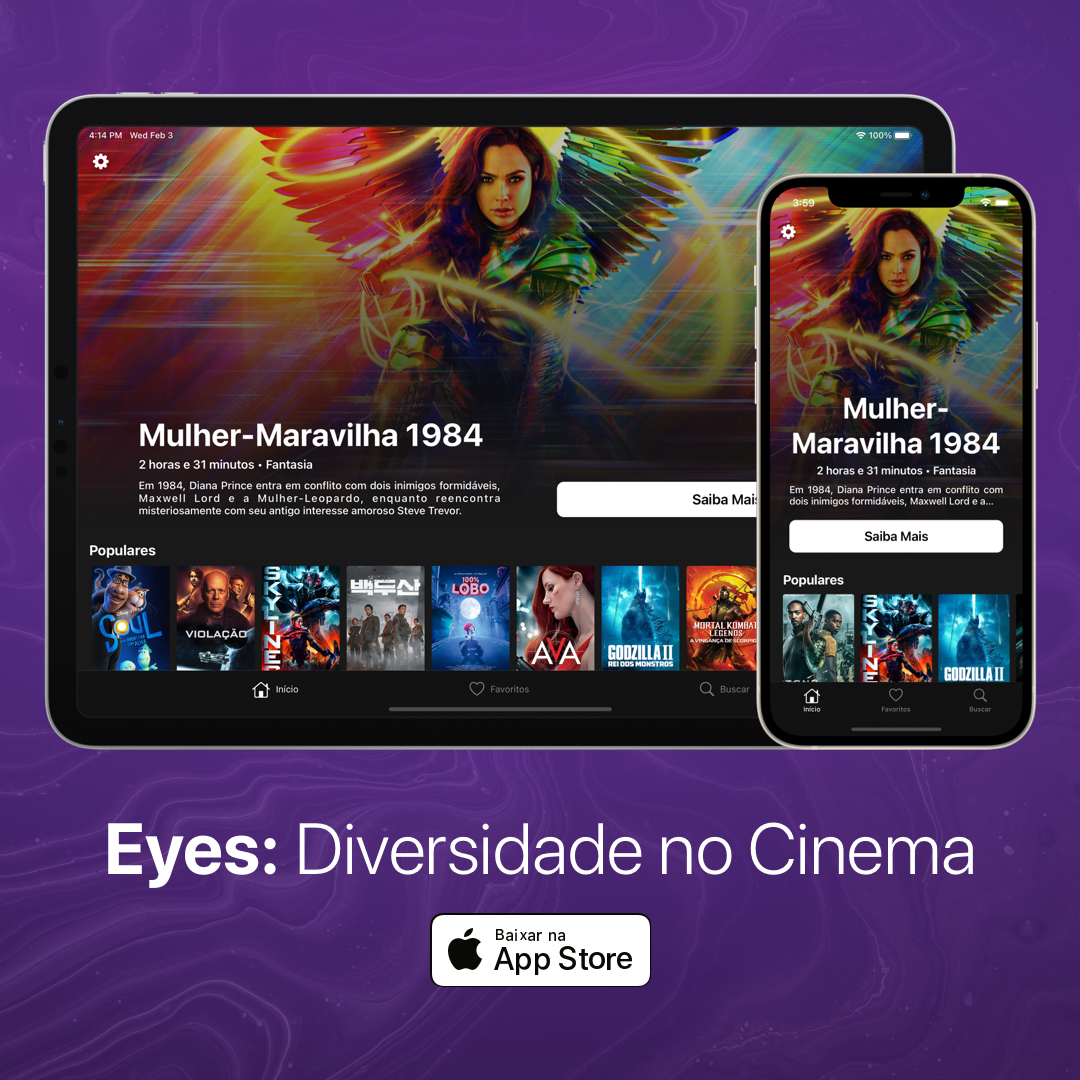 4:14 PM Wed Feb 3
100%
Mulher-Maravilha 1984
2 horas e 31 minutos • Fantasia
Em 1984, Diana Prince entra em conflito com dois inimigos formidáveis,
Maxwell Lord e a Mulher-Leopardo, enquanto reencontra
misteriosamente com seu antigo interesse amoroso Steve Trevor.
Saiba Mais
Populares
SOUL
VIOLAÇÃO
SKYLINE
백두산
100%
LOBO
AVA
GODZILLA II
REI DOS MONSTROS
MORTAL KOMBAT
LEGENDS
A VINGANÇA DE SCORPION
Início
Favoritos
Buscar
3:59
Mulher-
Maravilha 1984
2 horas e 31 minutos • Fantasia
Em 1984, Diana Prince entra em conflito com
dois inimigos formidáveis, Maxwell Lord e a...
Saiba Mais
Populares
SKYLINE
GODZILLA II
Início
Favoritos
Buscar
Eyes: Diversidade no Cinema
Baixar na
App Store